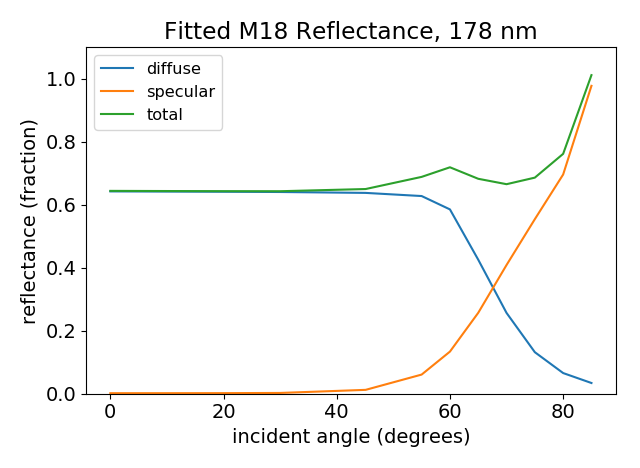 Fitted M18 Reflectance, 178 nm
diffuse
specular
total
reflectance (fraction)
1.0
0.8
0.6
0.4
0.2
0.0
0 20 40 60 80
incident angle (degrees)